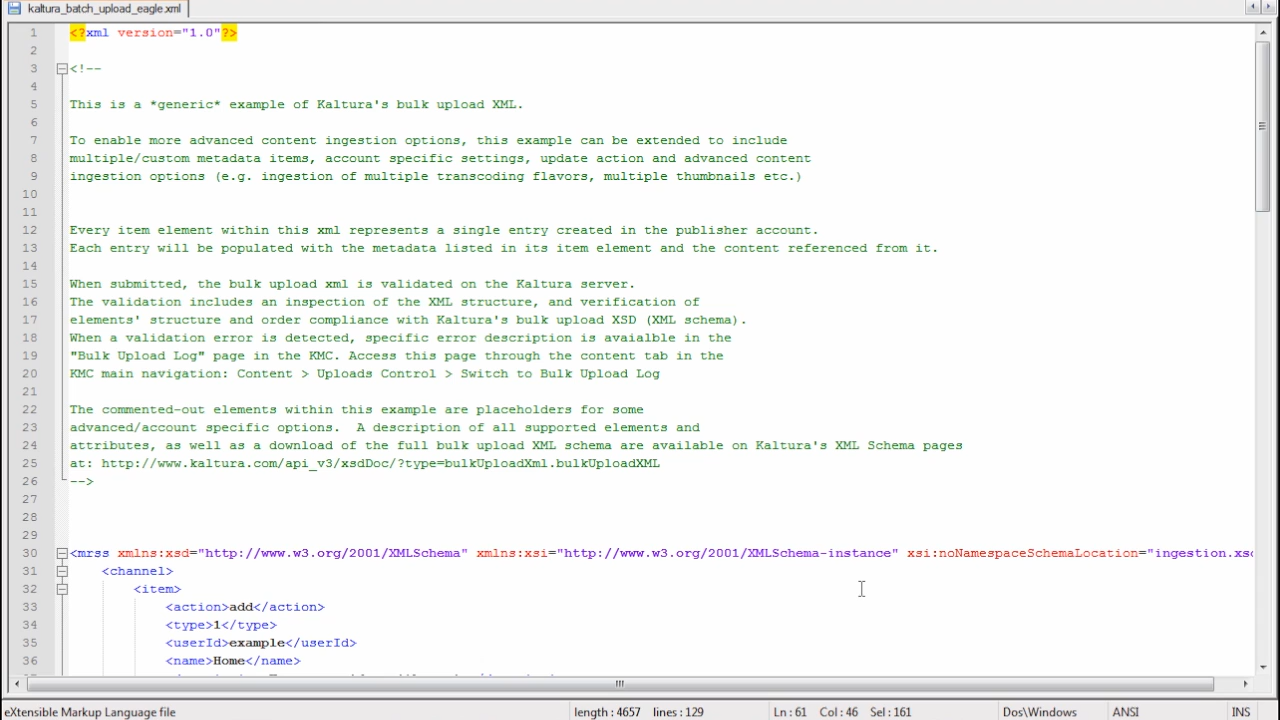 kaltura_batch_upload_eagle.xml
1 <?xml version="1.0"?>
2
3 <!--
4
5 This is a *generic* example of Kaltura's bulk upload XML.
6
7 To enable more advanced content ingestion options, this example can be extended to include
8 multiple/custom metadata items, account specific settings, update action and advanced content
9 ingestion options (e.g. ingestion of multiple transcoding flavors, multiple thumbnails etc.)
10
11
12 Every item element within this xml represents a single entry created in the publisher account.
13 Each entry will be populated with the metadata listed in its item element and the content referenced from it.
14
15 When submitted, the bulk upload xml is validated on the Kaltura server.
16 The validation includes an inspection of the XML structure, and verification of
17 elements' structure and order compliance with Kaltura's bulk upload XSD (XML schema).
18 When a validation error is detected, specific error description is avaialble in the
19 "Bulk Upload Log" page in the KMC. Access this page through the content tab in the
20 KMC main navigation: Content > Uploads Control > Switch to Bulk Upload Log
21
22 The commented-out elements within this example are placeholders for some
23 advanced/account specific options.  A description of all supported elements and
24 attributes, as well as a download of the full bulk upload XML schema are available on Kaltura's XML Schema pages
25 at: http://www.kaltura.com/api_v3/xsdDoc/?type=bulkUploadXml.bulkUploadXML
26 -->
27
28
29
30 <mrss xmlns:xsd="http://www.w3.org/2001/XMLSchema" xmlns:xsi="http://www.w3.org/2001/XMLSchema-instance" xsi:noNamespaceSchemaLocation="ingestion.xsd
31 <channel>
32 <item>
33 <action>add</action>
34 <type>1</type>
35 <userId>example</userId>
36 <name>Home</name>
eXtensible Markup Language file length : 4657 lines : 129 Ln : 61 Col : 46 Sel : 161 Dos\Windows ANSI INS